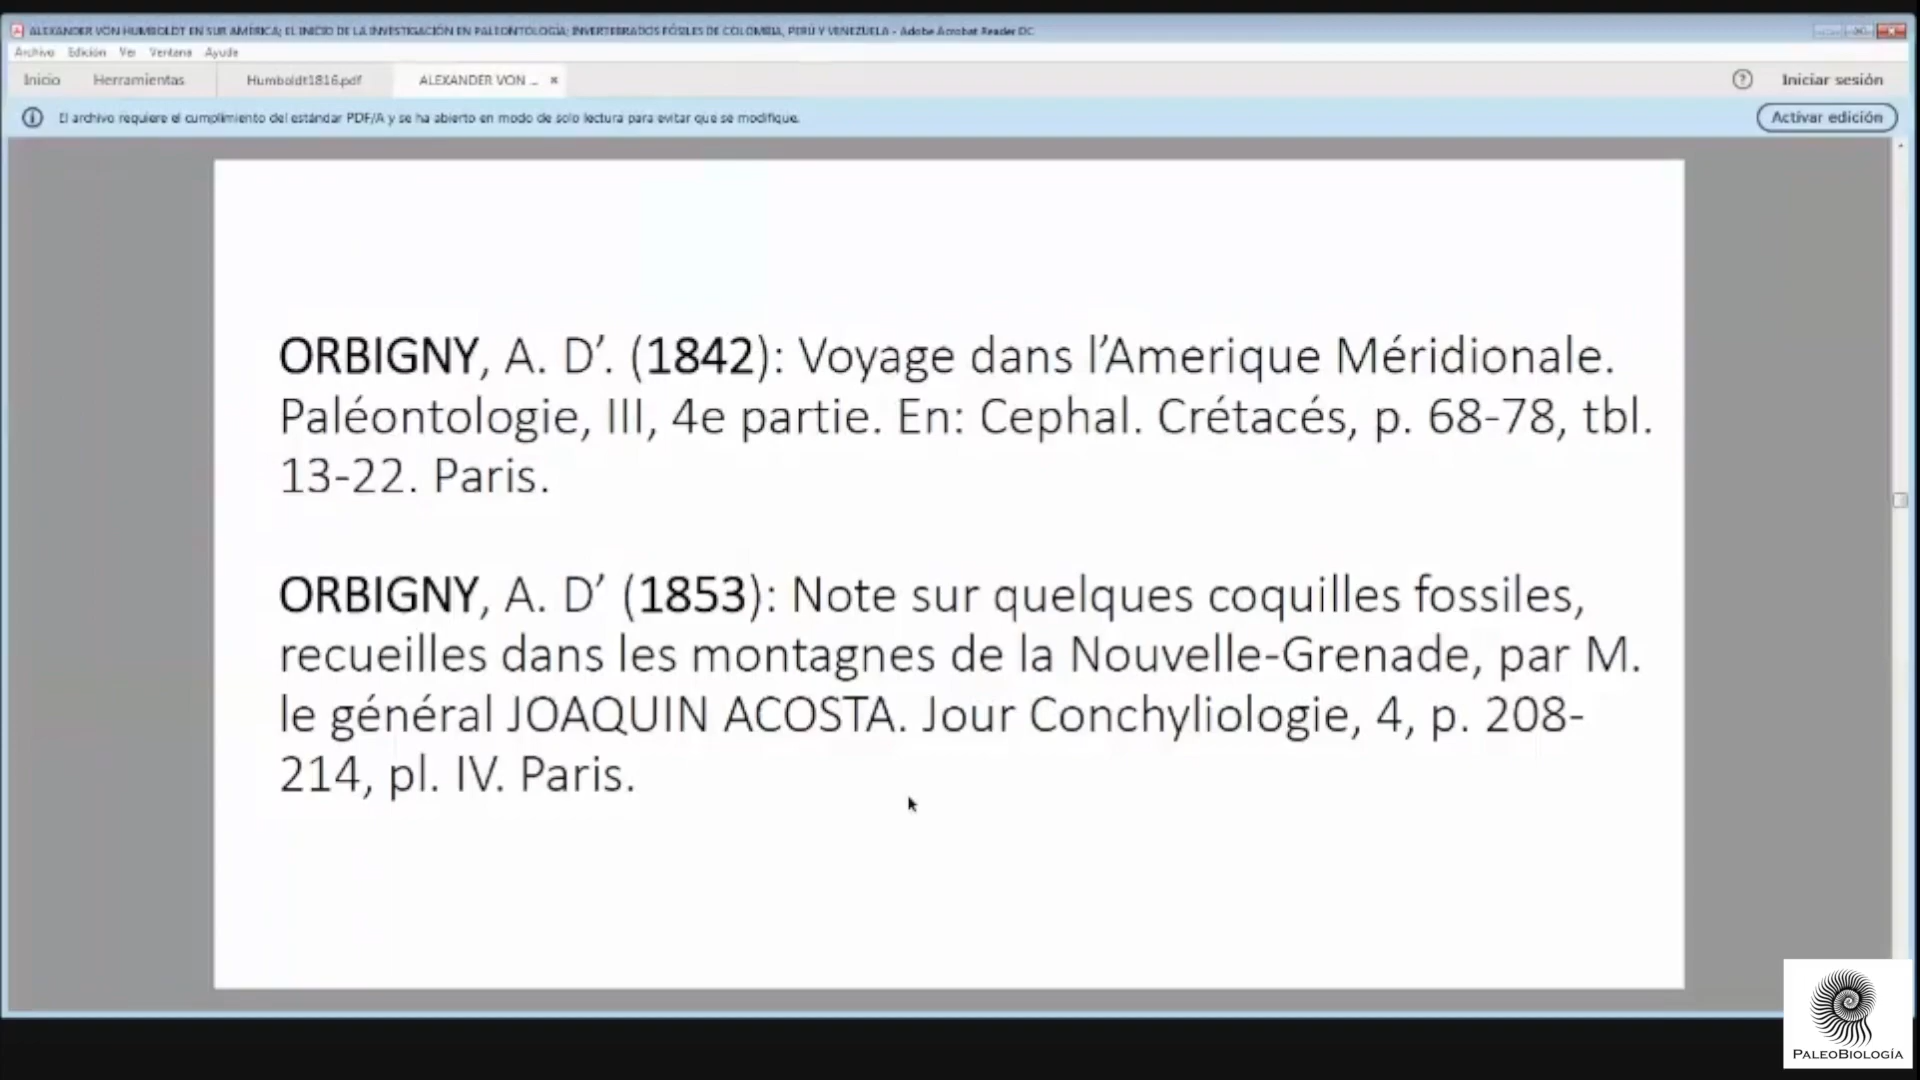 ALEXANDER VON HUMBOLDT EN SUR AMÉRICA; EL INICIO DE LA INVESTIGACIÓN EN PALEONTOLOGÍA; INVERTEBRADOS FÓSILES DE COLOMBIA, PERÚ Y VENEZUELA - Adobe Acrobat Reader DC
Archivo Edición Ver Ventana Ayuda
Inicio Herramientas Humboldt1816.pdf ALEXANDER VON ... × ? Iniciar sesión
El archivo requiere el cumplimiento del estándar PDF/A y se ha abierto en modo de solo lectura para evitar que se modifique. Activar edición
ORBIGNY, A. D’. (1842): Voyage dans l’Amerique Méridionale.
Paléontologie, III, 4e partie. En: Cephal. Crétacés, p. 68-78, tbl.
13-22. Paris.
ORBIGNY, A. D’ (1853): Note sur quelques coquilles fossiles,
recueilles dans les montagnes de la Nouvelle-Grenade, par M.
le général JOAQUIN ACOSTA. Jour Conchyliologie, 4, p. 208-
214, pl. IV. Paris.
PALEOBIOLOGÍA